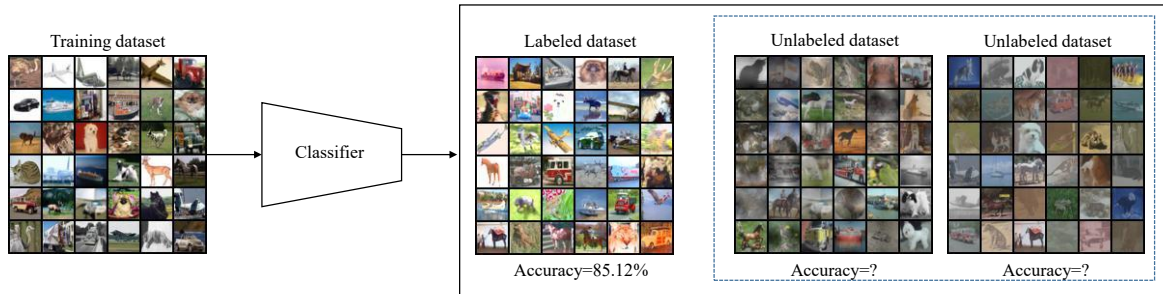 Training dataset
Classifier
Labeled dataset
Accuracy=85.12%
Unlabeled dataset
Accuracy=?
Unlabeled dataset
Accuracy=?